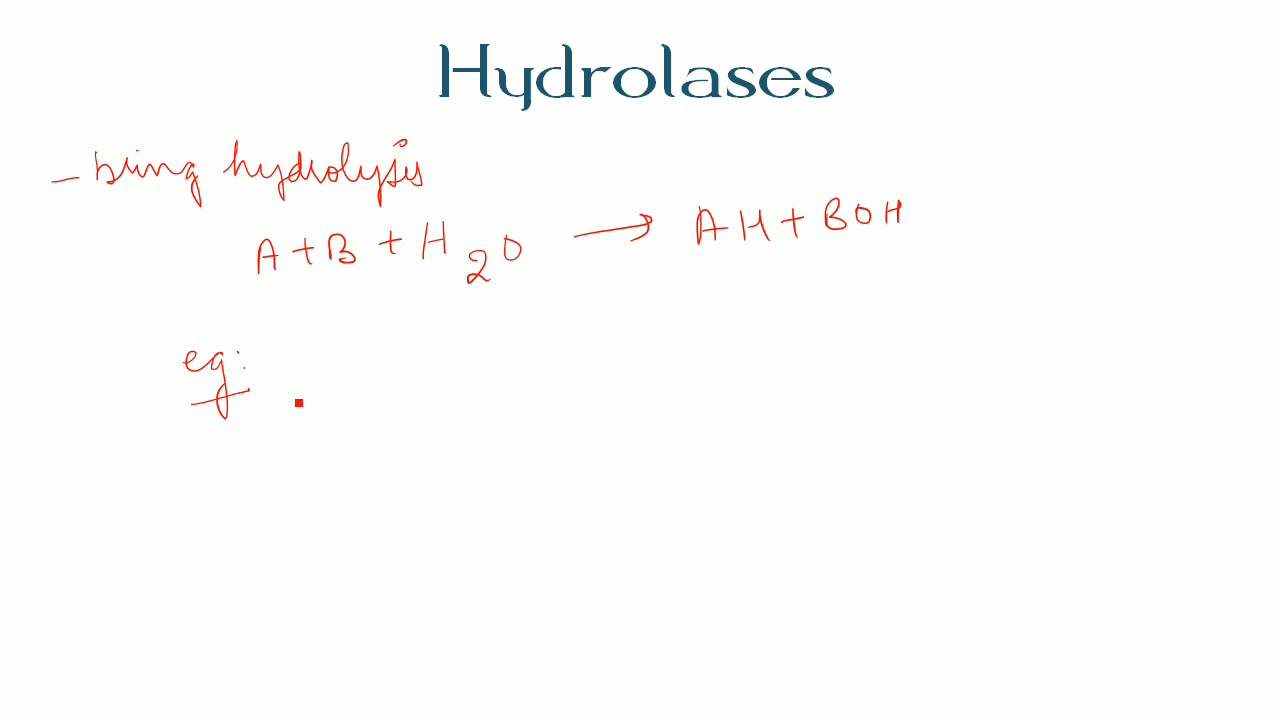 Hydrolases
- bring hydrolysis
A + B + H2O → AH + BOH
eg: